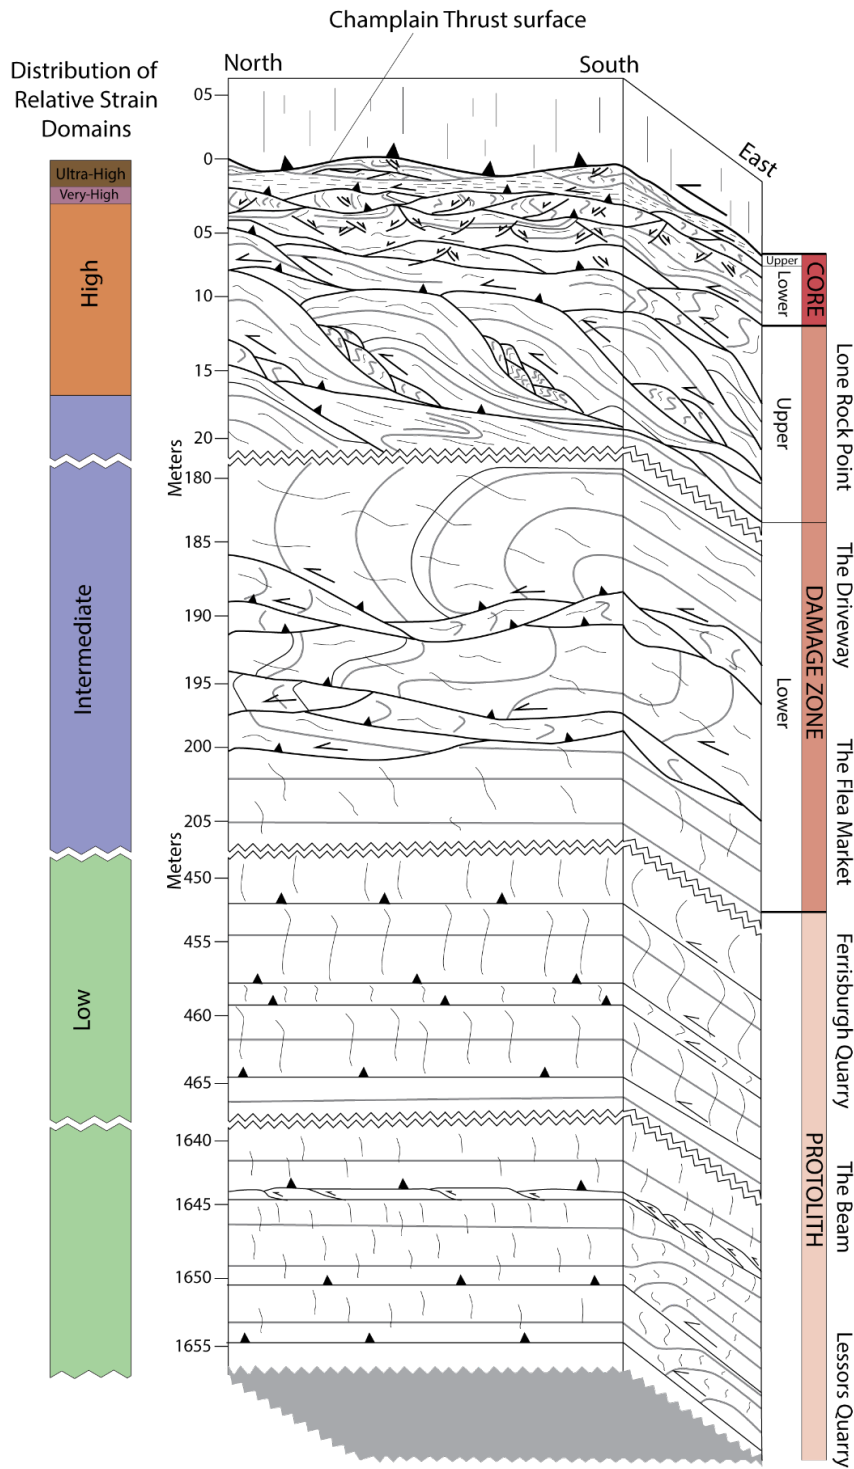 Champlain Thrust surface
North
South
Distribution of
Relative Strain
Domains
East
05
0
05
10
15
20
Meters
180
185
190
195
200
205
Meters
450
455
460
465
1640
1645
1650
1655
Ultra-High
Very-High
High
Intermediate
Low
Upper
Lower
CORE
Upper
Lower
DAMAGE ZONE
PROTOLITH
Lone Rock Point
The Driveway
The Flea Market
Ferrisburgh Quarry
The Beam
Lessors Quarry